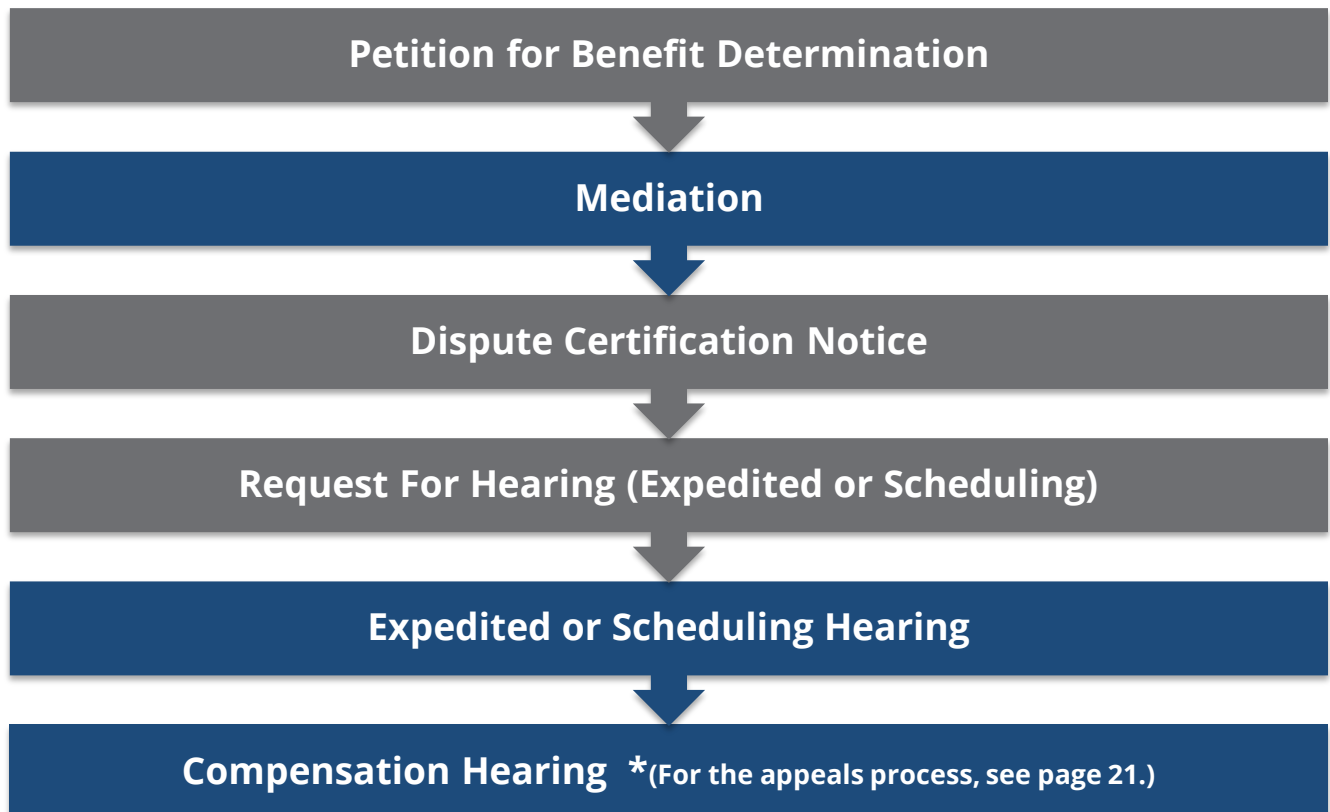 Petition for Benefit Determination
Mediation
Dispute Certification Notice
Request For Hearing (Expedited or Scheduling)
Expedited or Scheduling Hearing
Compensation Hearing *(For the appeals process, see page 21.)